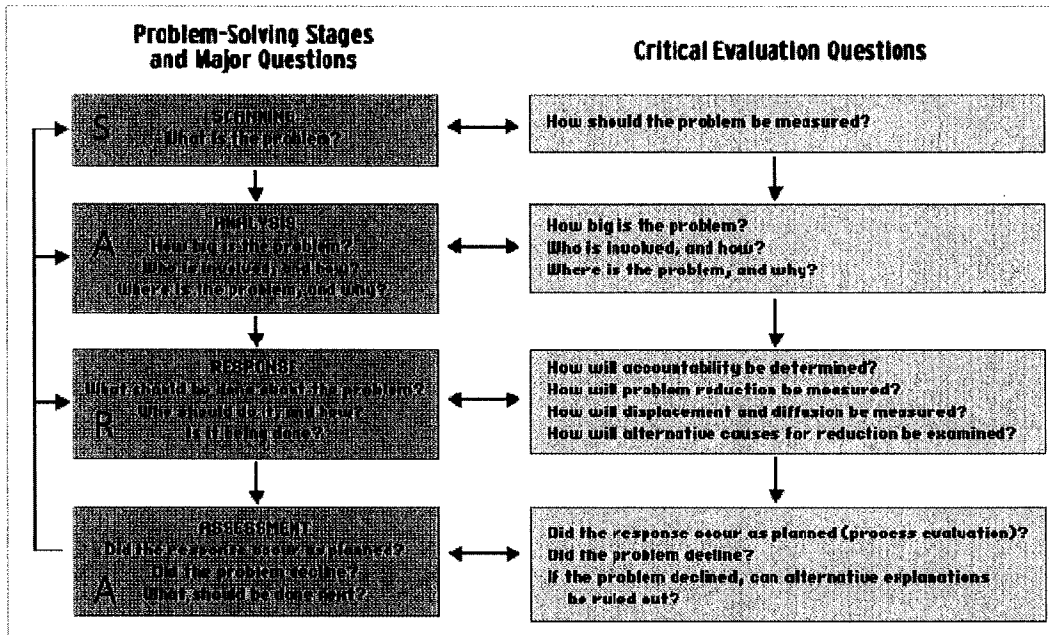 Problem-Solving Stages
and Major Questions
Critical Evaluation Questions
S
SCANNING
What is the problem?
How should the problem be measured?
A
ANALYSIS
How big is the problem?
Who is involved, and how?
Where is the problem, and why?
How big is the problem?
Who is involved, and how?
Where is the problem, and why?
R
RESPONSE
What should be done about the problem?
Who should do it, and how?
Is it being done?
How will accountability be determined?
How will problem reduction be measured?
How will displacement and diffusion be measured?
How will alternative causes for reduction be examined?
A
ASSESSMENT
Did the response occur as planned?
Did the problem decline?
What should be done next?
Did the response occur as planned (process evaluation)?
Did the problem decline?
If the problem declined, can alternative explanations
be ruled out?